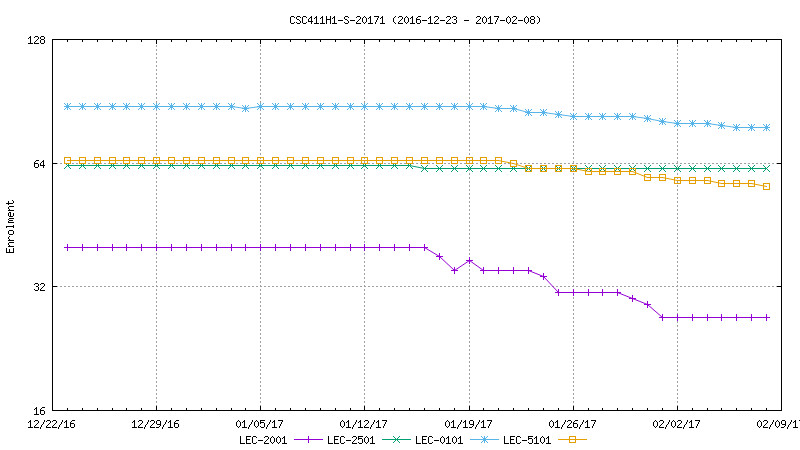 CSC411H1-S-20171 (2016-12-23 - 2017-02-08)
128
64
32
16
Enrolment
12/22/16 12/29/16 01/05/17 01/12/17 01/19/17 01/26/17 02/02/17 02/09/1
LEC-2001 LEC-2501 LEC-0101 LEC-5101